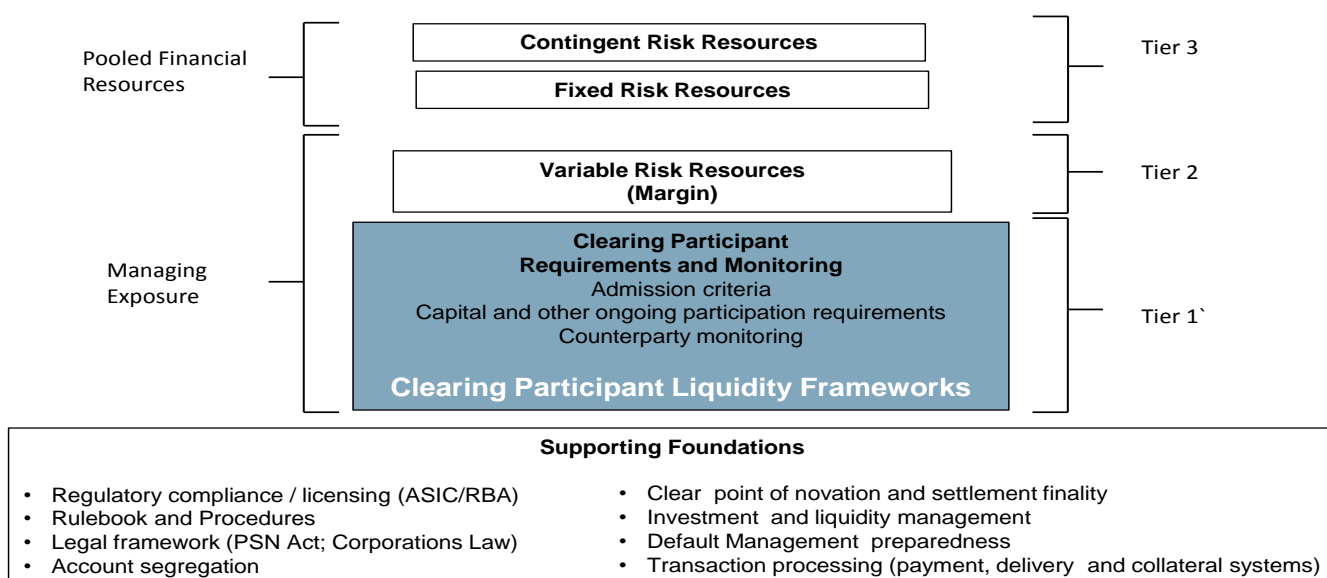 Pooled Financial
Resources
Contingent Risk Resources
Fixed Risk Resources
Tier 3
Managing
Exposure
Variable Risk Resources
(Margin)
Tier 2
Clearing Participant
Requirements and Monitoring
Admission criteria
Capital and other ongoing participation requirements
Counterparty monitoring
Clearing Participant Liquidity Frameworks
Tier 1`
Supporting Foundations
• Regulatory compliance / licensing (ASIC/RBA)
• Rulebook and Procedures
• Legal framework (PSN Act; Corporations Law)
• Account segregation
• Clear point of novation and settlement finality
• Investment and liquidity management
• Default Management preparedness
• Transaction processing (payment, delivery and collateral systems)